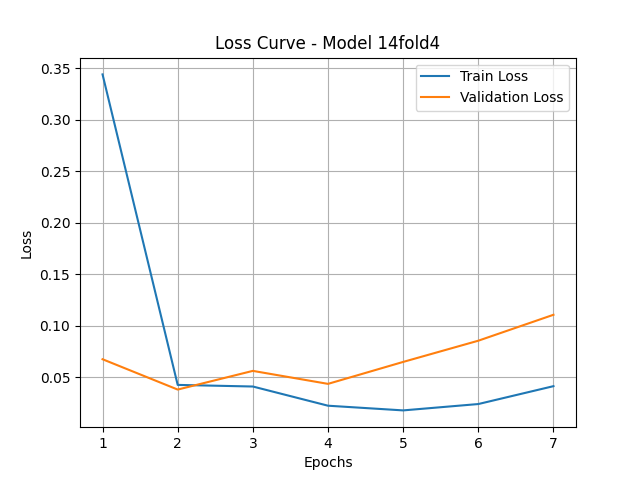 Loss Curve - Model 14fold4
Train Loss
Validation Loss
0.35
0.30
0.25
0.20
0.15
0.10
0.05
Loss
1 2 3 4 5 6 7
Epochs